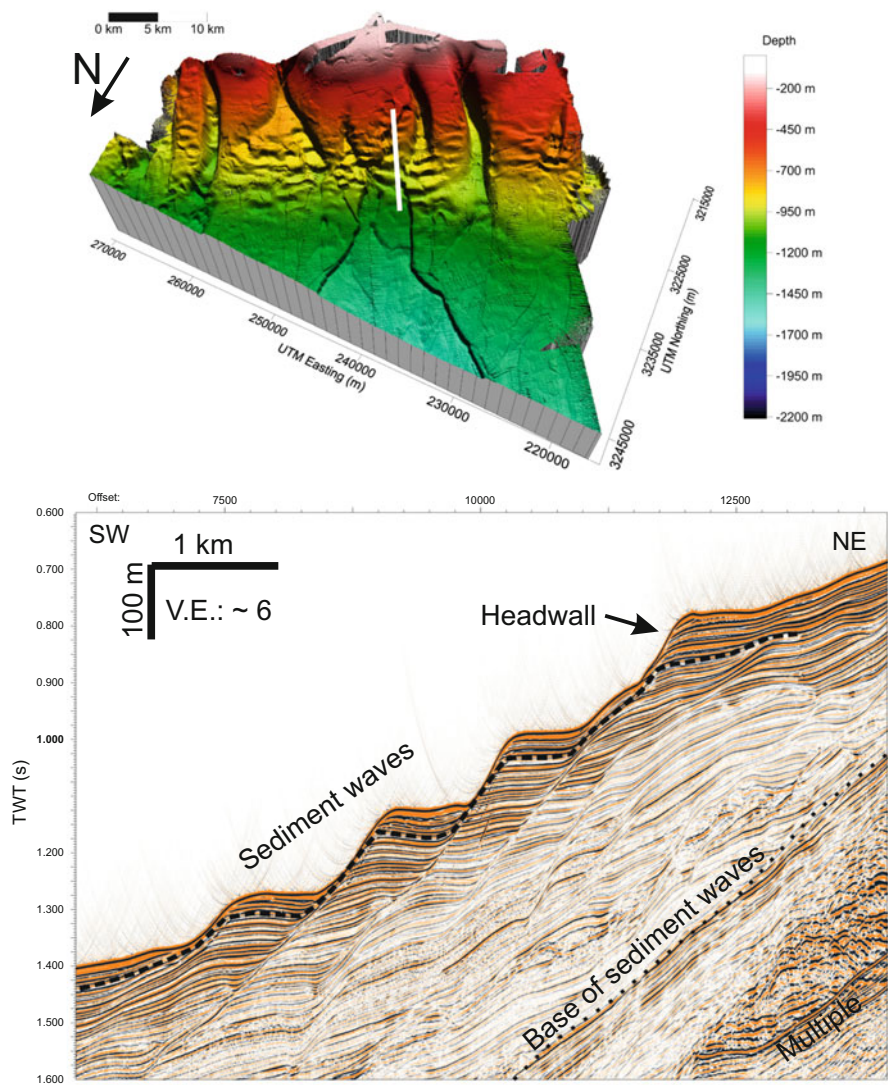 0 km 5 km 10 km
N
Depth
-200 m
-450 m
-700 m
-950 m
-1200 m
-1450 m
-1700 m
-1950 m
-2200 m
270000
260000
250000
240000
230000
220000
UTM Easting (m)
3215000
3225000
3235000
3245000
UTM Northing (m)
Offset: 7500 10000 12500
0.600
0.700
0.800
0.900
1.000
1.200
1.300
1.400
1.500
1.600
TWT (s)
SW
NE
1 km
100 m
V.E.: ~ 6
Headwall
Sediment waves
Base of sediment waves
Multiple